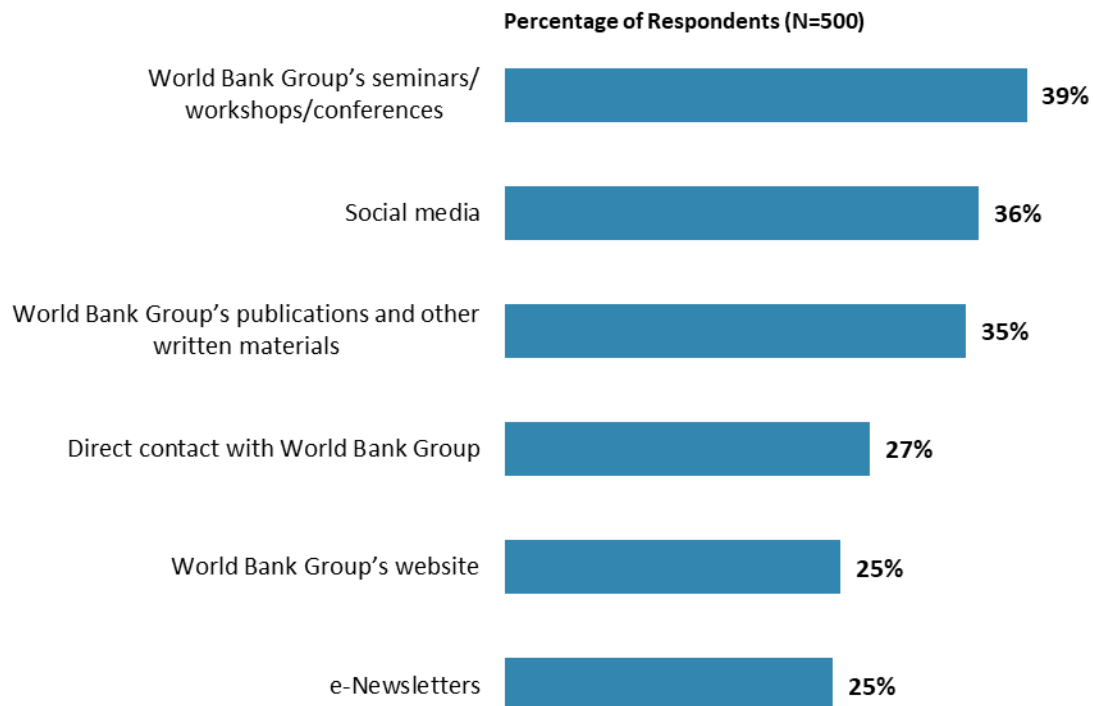 Percentage of Respondents (N=500)
World Bank Group’s seminars/
workshops/conferences
39%
Social media
36%
World Bank Group’s publications and other
written materials
35%
Direct contact with World Bank Group
27%
World Bank Group’s website
25%
e-Newsletters
25%